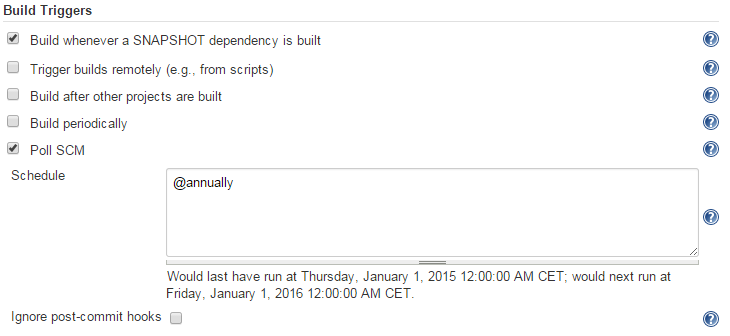 Build Triggers
Build whenever a SNAPSHOT dependency is built
Trigger builds remotely (e.g., from scripts)
Build after other projects are built
Build periodically
Poll SCM
Schedule
@annually
Would last have run at Thursday, January 1, 2015 12:00:00 AM CET; would next run at
Friday, January 1, 2016 12:00:00 AM CET.
Ignore post-commit hooks